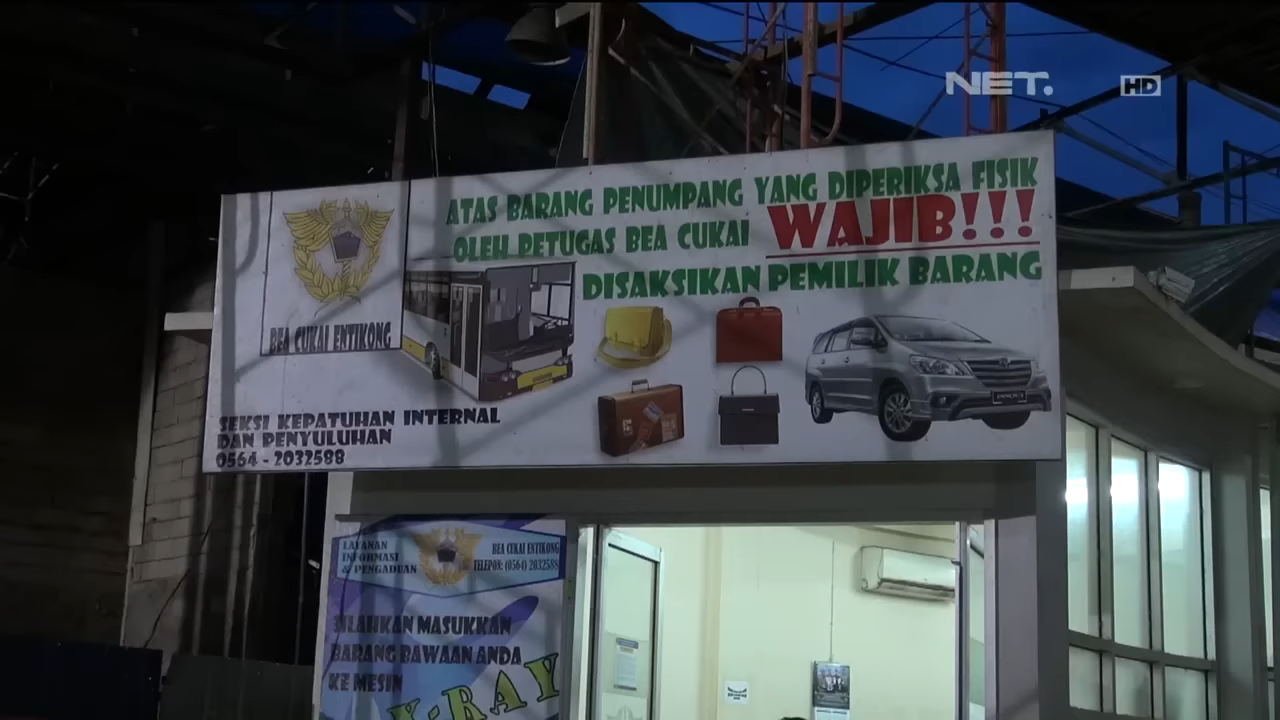 NET.
HD
ATAS BARANG PENUMPANG YANG DIPERIKSA FISIK
OLEH PETUGAS BEA CUKAI WAJIB!!!
DISAKSIKAN PEMILIK BARANG
BEA CUKAI ENTIKONG
SEKSI KEPATUHAN INTERNAL
DAN PENYULUHAN
0564 - 2032588
LAYANAN
INFORMASI
& PENGADUAN
BEA CUKAI ENTIKONG
TELEPON: (0564) 2032588
SILAHKAN MASUKKAN
BARANG BAWAAN ANDA
KE MESIN
X-RAY